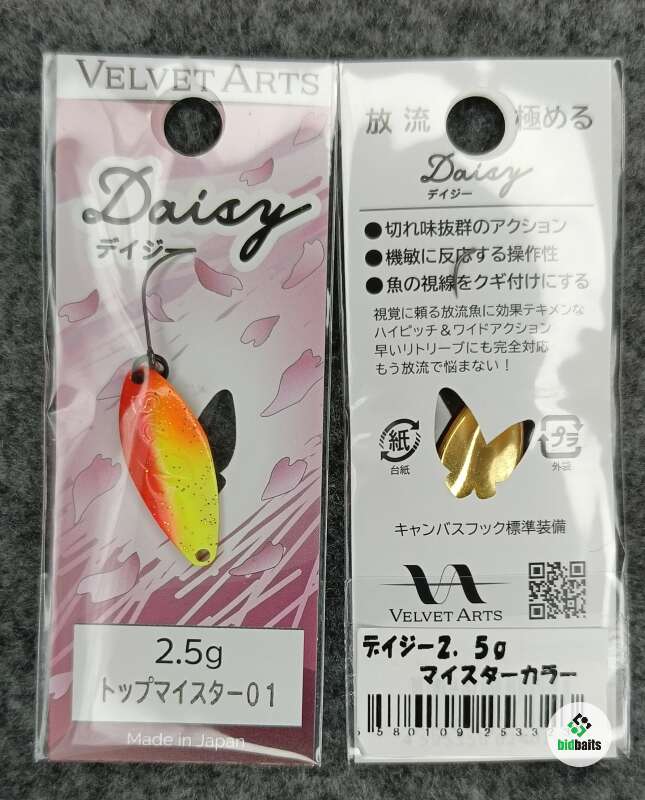 VELVET ARTS
Daisy
デイジー
2.5g
トップマイスター01
Made in Japan
放流 極める
Daisy
デイジー
●切れ味抜群のアクション
●機敏に反応する操作性
●魚の視線をクギ付けにする
視覚に頼る放流魚に効果テキメンな
ハイピッチ&ワイドアクション
早いリトリーブにも完全対応
もう放流で悩まない!
紙
台紙
プラ
外袋
キャンバスフック標準装備
VELVET ARTS
デイジー2.5g
マイスターカラー
580109 2533
bidbaits